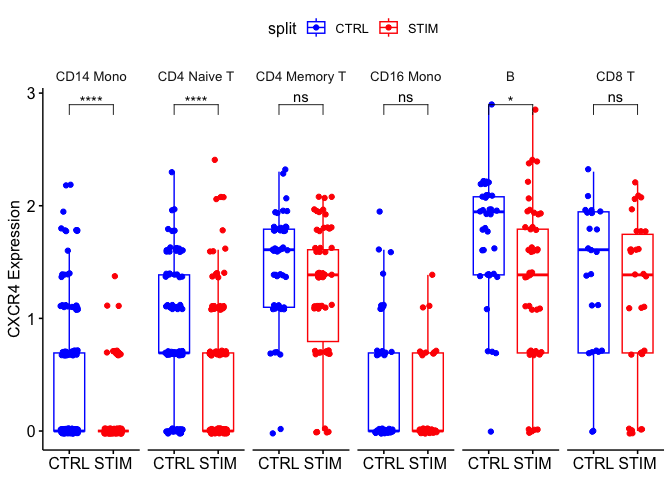 split CTRL STIM
CD14 Mono CD4 Naive T CD4 Memory T CD16 Mono B CD8 T
**** **** ns ns * ns
CXCR4 Expression
3
2
1
0
CTRL STIM CTRL STIM CTRL STIM CTRL STIM CTRL STIM CTRL STIM